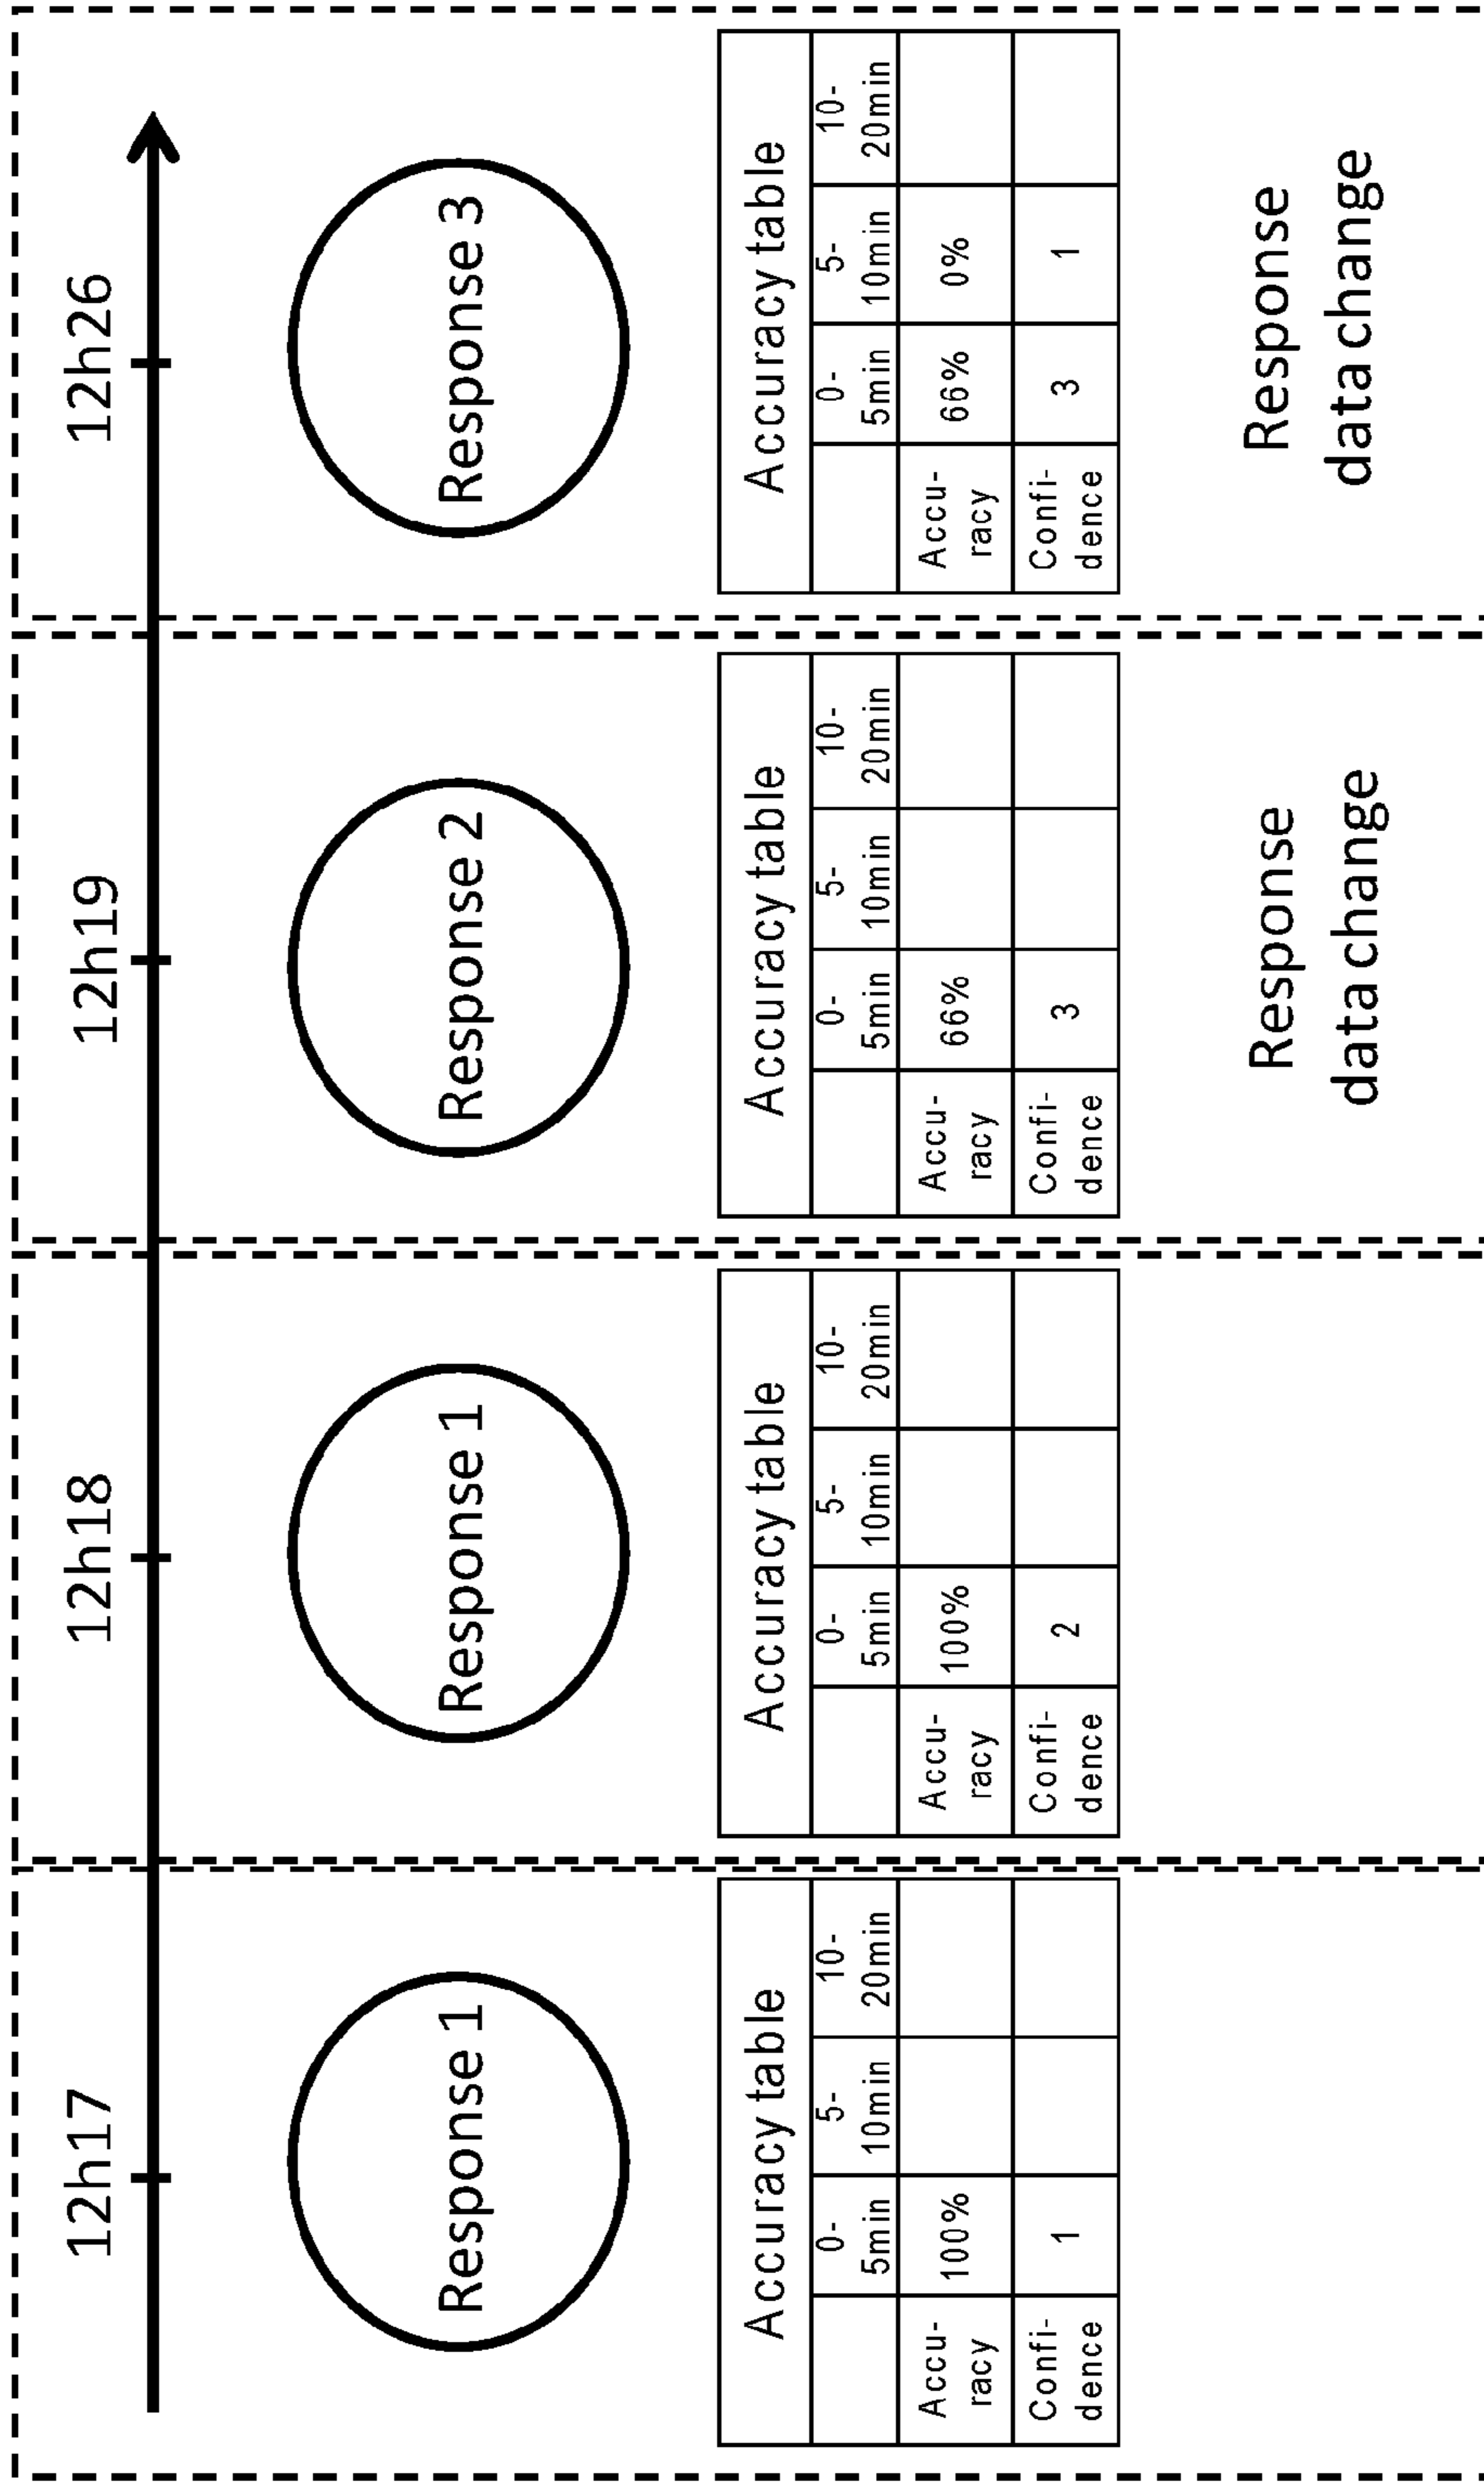 12h17
Response 1
Accuracy table
0-
5min
5-
10min
10-
20min
Accu-
racy
100%
Confi-
dence
1
12h18
Response 1
Accuracy table
0-
5min
5-
10min
10-
20min
Accu-
racy
100%
Confi-
dence
2
12h19
Response 2
Accuracy table
0-
5min
5-
10min
10-
20min
Accu-
racy
66%
Confi-
dence
3
Response
data change
12h26
Response 3
Accuracy table
0-
5min
5-
10min
10-
20min
Accu-
racy
66%
0%
Confi-
dence
3
1
Response
data change